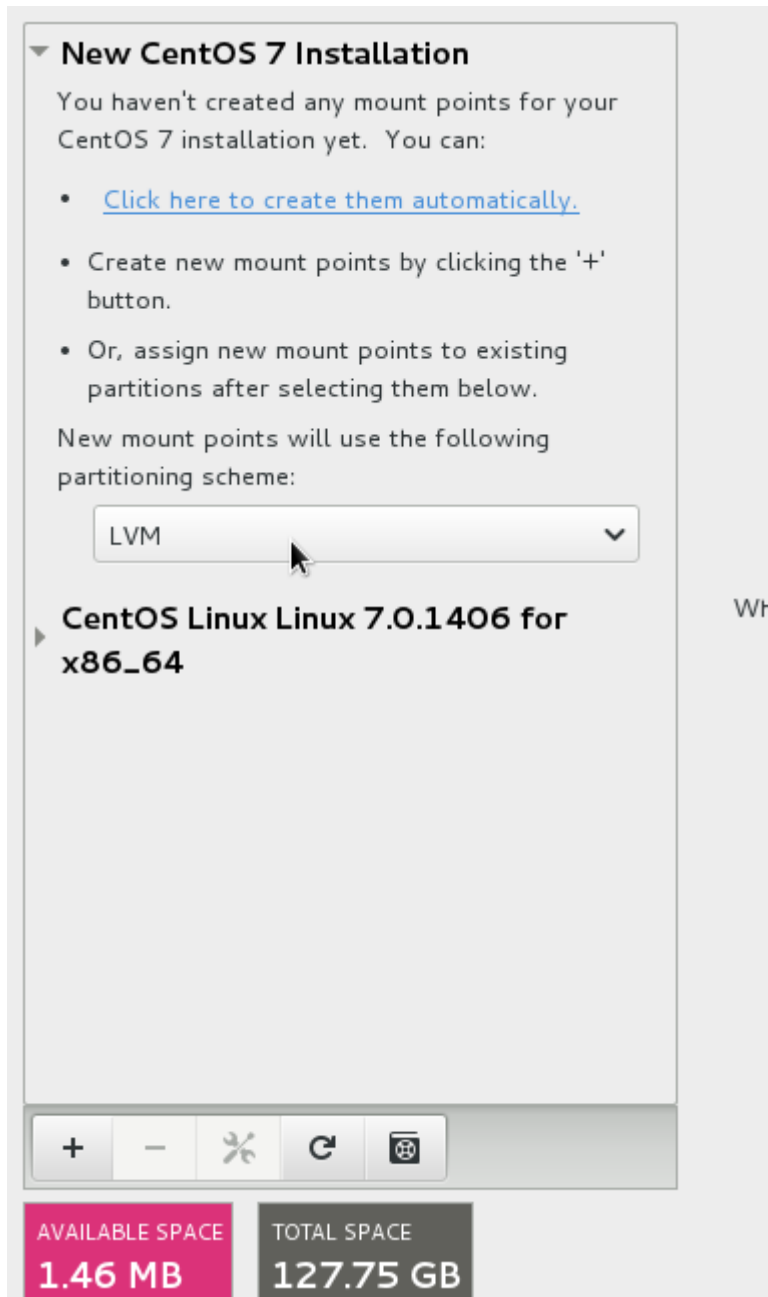 New CentOS 7 Installation
You haven't created any mount points for your
CentOS 7 installation yet.  You can:
• Click here to create them automatically.
• Create new mount points by clicking the '+'
button.
• Or, assign new mount points to existing
partitions after selecting them below.
New mount points will use the following
partitioning scheme:
LVM
CentOS Linux Linux 7.0.1406 for
x86_64
Wh
AVAILABLE SPACE
1.46 MB
TOTAL SPACE
127.75 GB